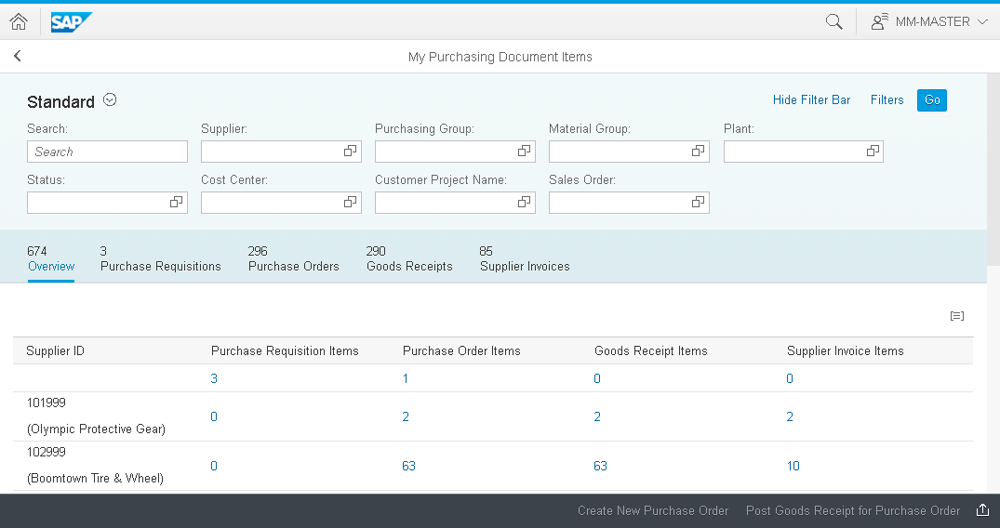 SAP
MM-MASTER
My Purchasing Document Items
Standard
Hide Filter Bar Filters Go
Search: Supplier: Purchasing Group: Material Group: Plant:
Search
Status: Cost Center: Customer Project Name: Sales Order:
674 3 296 290 85
Overview Purchase Requisitions Purchase Orders Goods Receipts Supplier Invoices
Supplier ID Purchase Requisition Items Purchase Order Items Goods Receipt Items Supplier Invoice Items
3 1 0 0
101999
0 2 2 2
(Olympic Protective Gear)
102999
0 63 63 10
(Boomtown Tire & Wheel)
Create New Purchase Order Post Goods Receipt for Purchase Order